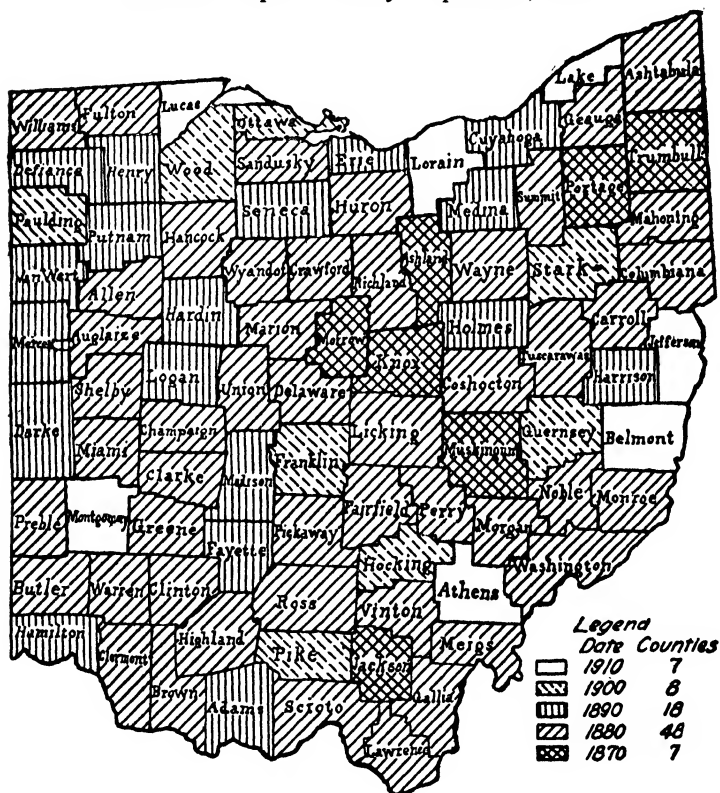 Lake
Ashtabula
Williams
Fulton
Lucas
Ottawa
Cuyahoga
Geauga
Defiance
Henry
Wood
Sandusky
Erie
Lorain
Trumbull
Paulding
Putnam
Hancock
Seneca
Huron
Medina
Summit
Portage
Mahoning
Van Wert
Allen
Wyandot
Crawford
Richland
Ashland
Wayne
Stark
Columbiana
Mercer
Auglaize
Hardin
Marion
Morrow
Knox
Holmes
Tuscarawas
Carroll
Jefferson
Shelby
Logan
Union
Delaware
Coshocton
Harrison
Darke
Miami
Champaign
Licking
Muskingum
Guernsey
Belmont
Clarke
Madison
Franklin
Preble
Montgomery
Greene
Fayette
Pickaway
Fairfield
Perry
Morgan
Noble
Monroe
Butler
Warren
Clinton
Ross
Hocking
Athens
Washington
Hamilton
Clermont
Highland
Pike
Vinton
Meigs
Brown
Adams
Scioto
Jackson
Gallia
Lawrence
Legend
Date Counties
1910 7
1900 8
1890 18
1880 48
1870 7